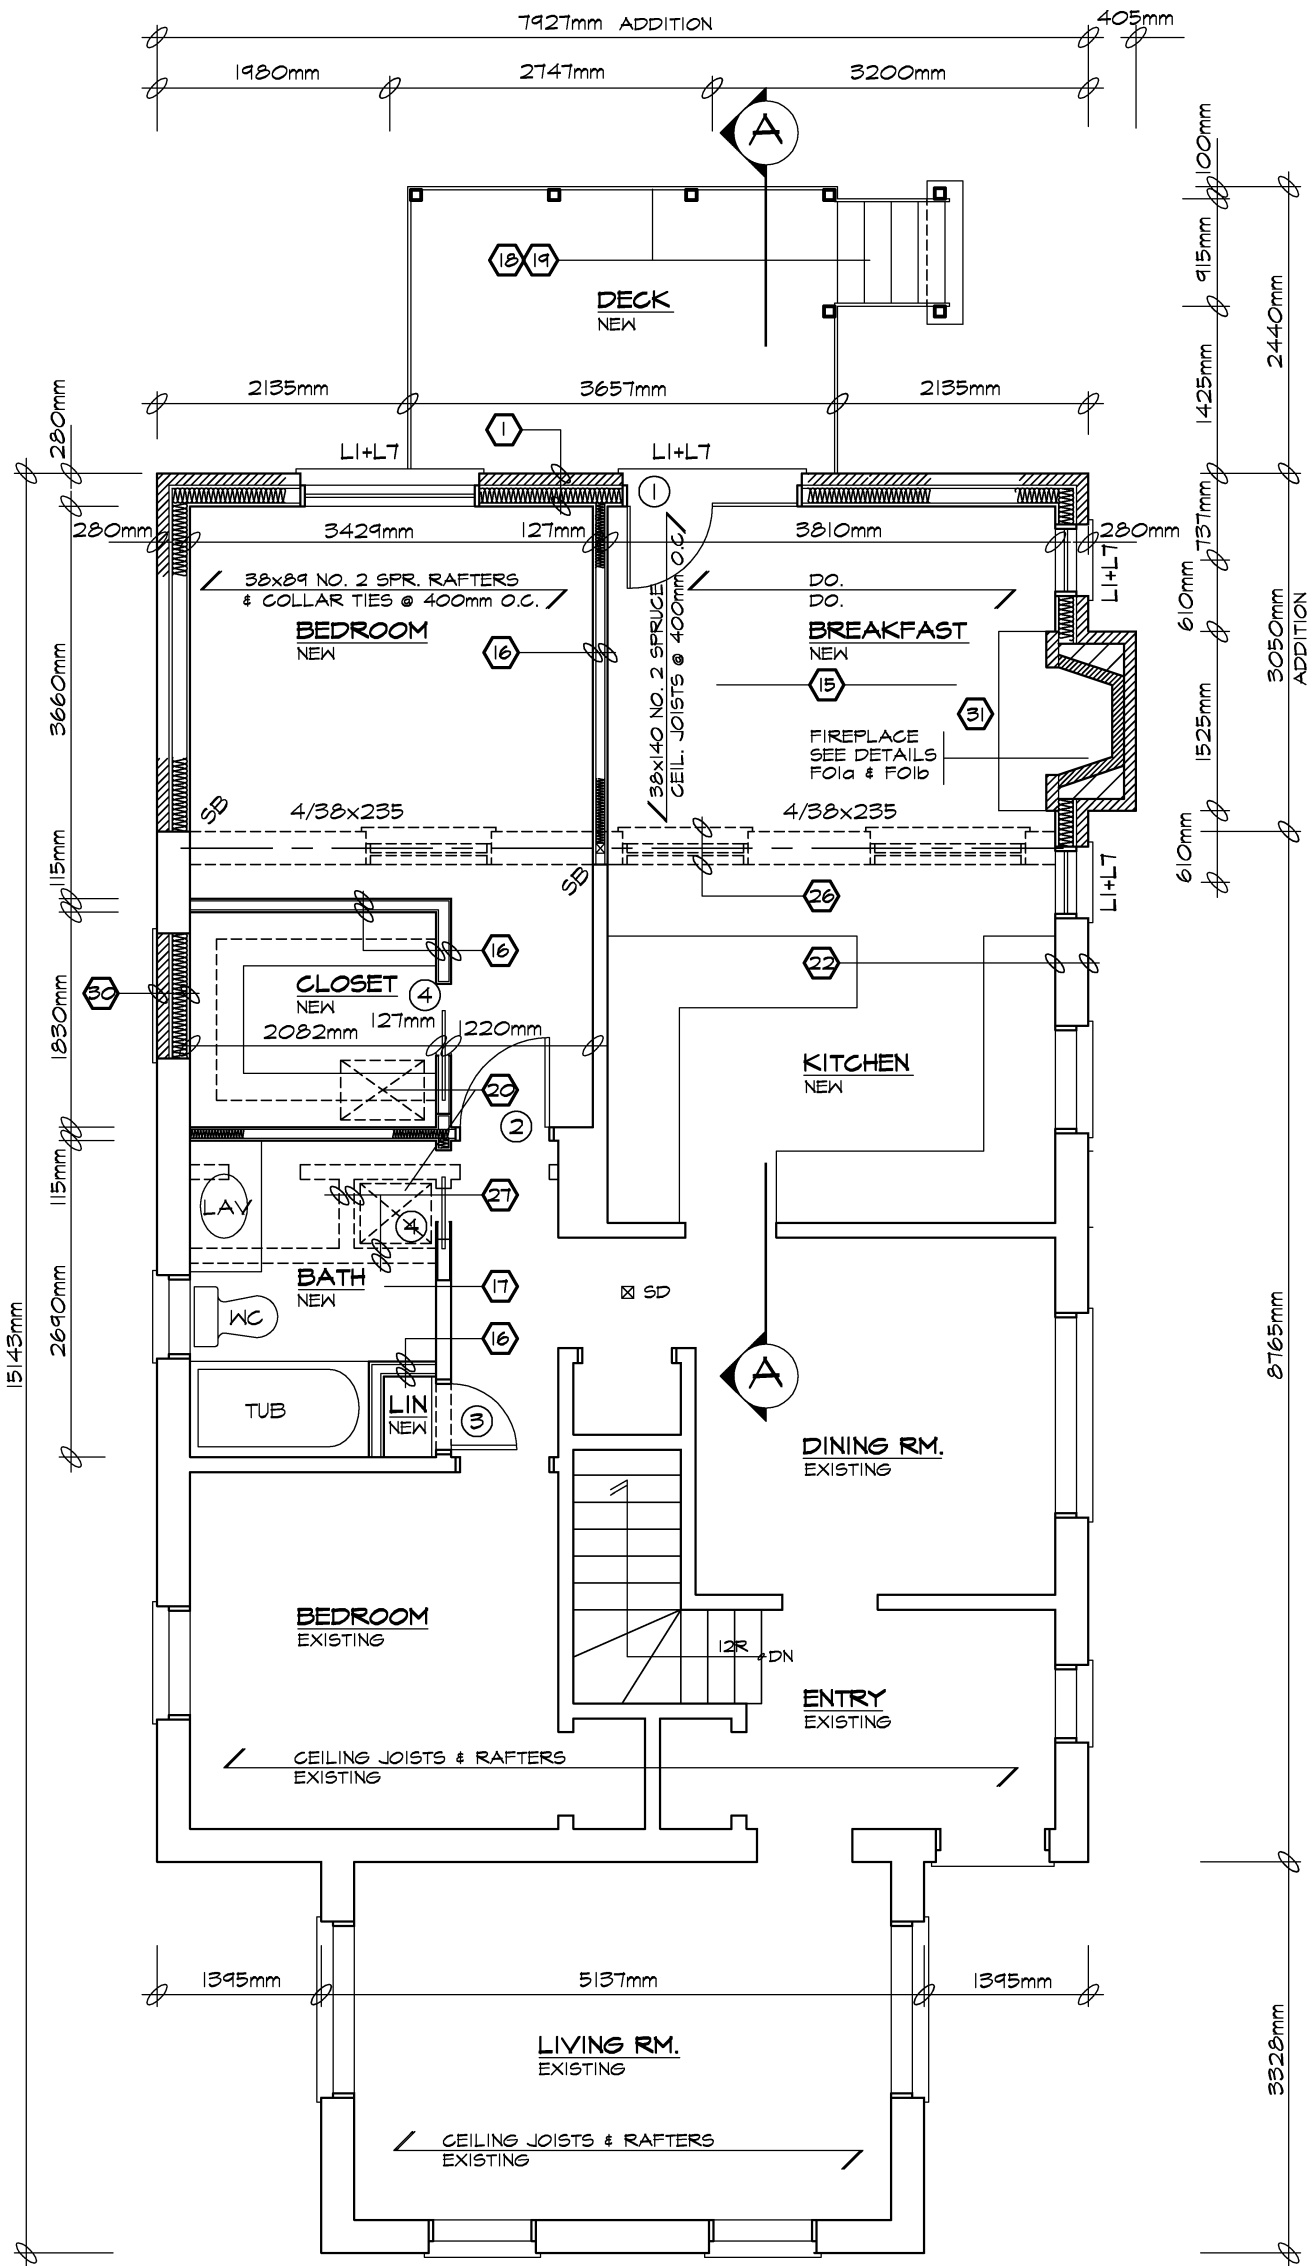 7927mm ADDITION
405mm
1980mm
2747mm
3200mm
A
100mm
915mm
2440mm
1425mm
18
19
DECK
NEW
2135mm
3657mm
2135mm
280mm
1
L1+L7
L1+L7
1
280mm
3429mm
127mm
3810mm
280mm
737mm
L1+L7
38x89 NO. 2 SPR. RAFTERS
& COLLAR TIES @ 400mm O.C.
DO.
DO.
BEDROOM
NEW
16
38x140 NO. 2 SPRUCE
CEIL. JOISTS @ 400mm O.C.
BREAKFAST
NEW
15
31
610mm
3050mm
ADDITION
3660mm
FIREPLACE
SEE DETAILS
F01a & F01b
1525mm
SB
4/38x235
4/38x235
115mm
SB
26
610mm
L1+L7
16
22
30
CLOSET
NEW
4
1830mm
2082mm
127mm
1220mm
20
KITCHEN
NEW
2
115mm
LAV
27
4
BATH
NEW
17
SD
WC
16
2690mm
15143mm
8765mm
A
TUB
LIN
NEW
3
DINING RM.
EXISTING
BEDROOM
EXISTING
12R
DN
ENTRY
EXISTING
CEILING JOISTS & RAFTERS
EXISTING
1395mm
5137mm
1395mm
LIVING RM.
EXISTING
3328mm
CEILING JOISTS & RAFTERS
EXISTING